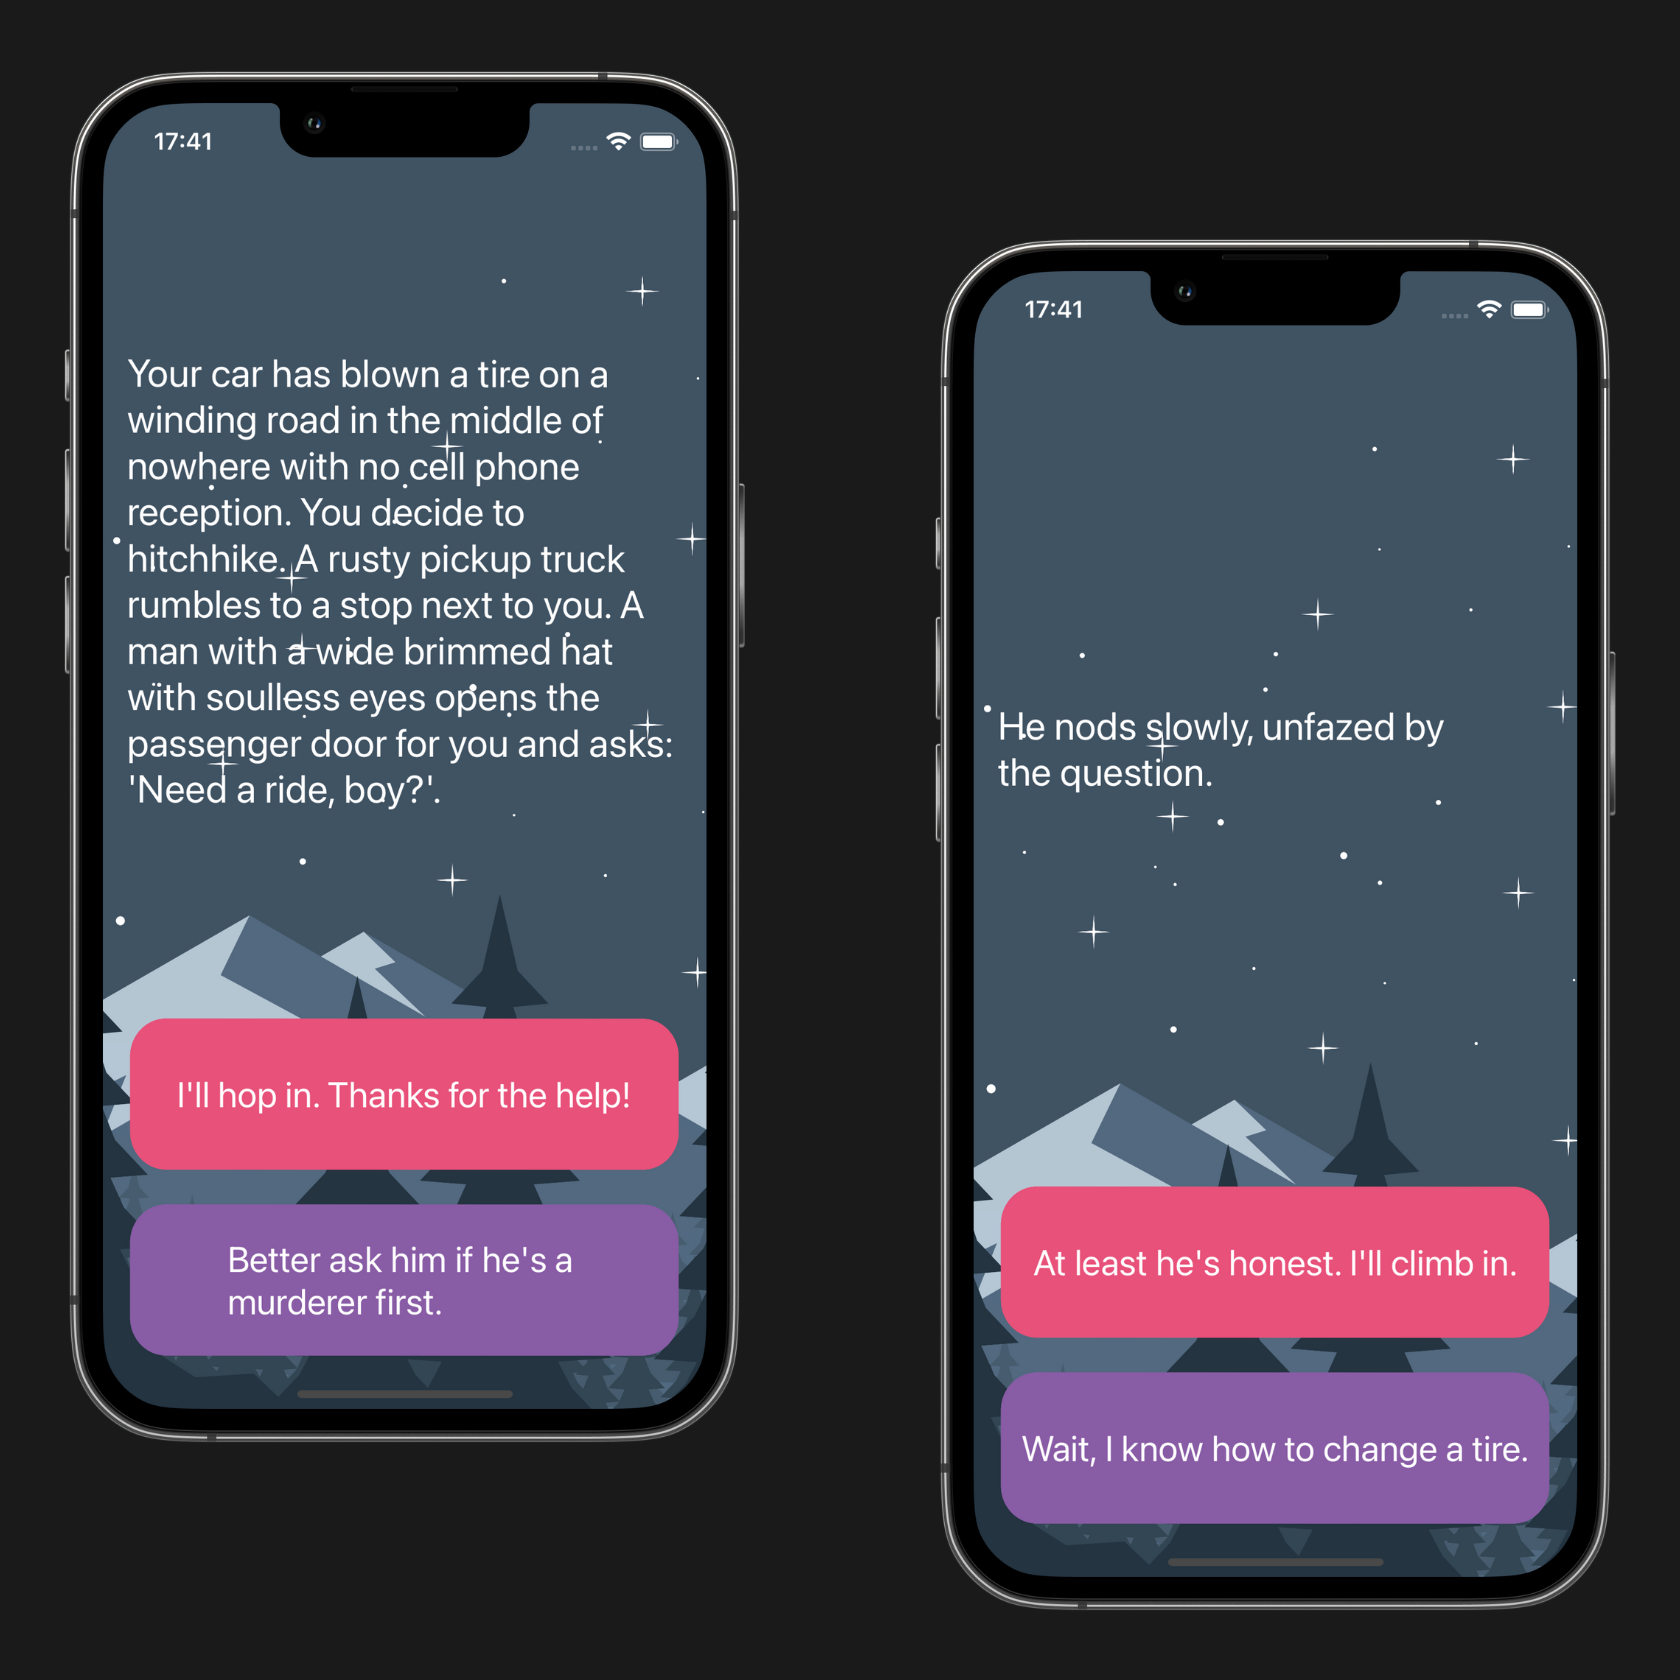 17:41
Your car has blown a tire on a
winding road in the middle of
nowhere with no cell phone
reception. You decide to
hitchhike. A rusty pickup truck
rumbles to a stop next to you. A
man with a wide brimmed hat
with soulless eyes opens the
passenger door for you and asks:
'Need a ride, boy?'.
I'll hop in. Thanks for the help!
Better ask him if he's a
murderer first.
17:41
He nods slowly, unfazed by
the question.
At least he's honest. I'll climb in.
Wait, I know how to change a tire.